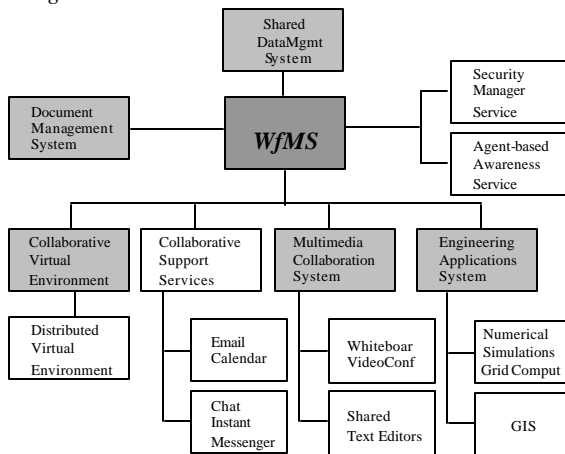 Shared
DataMgmt
System
Security
Manager
Service
Document
Management
System
WfMS
Agent-based
Awareness
Service
Collaborative
Virtual
Environment
Collaborative
Support
Services
Multimedia
Collaboration
System
Engineering
Applications
System
Distributed
Virtual
Environment
Email
Calendar
Whiteboar
VideoConf
Numerical
Simulations
Grid Comput
Chat
Instant
Messenger
Shared
Text Editors
GIS